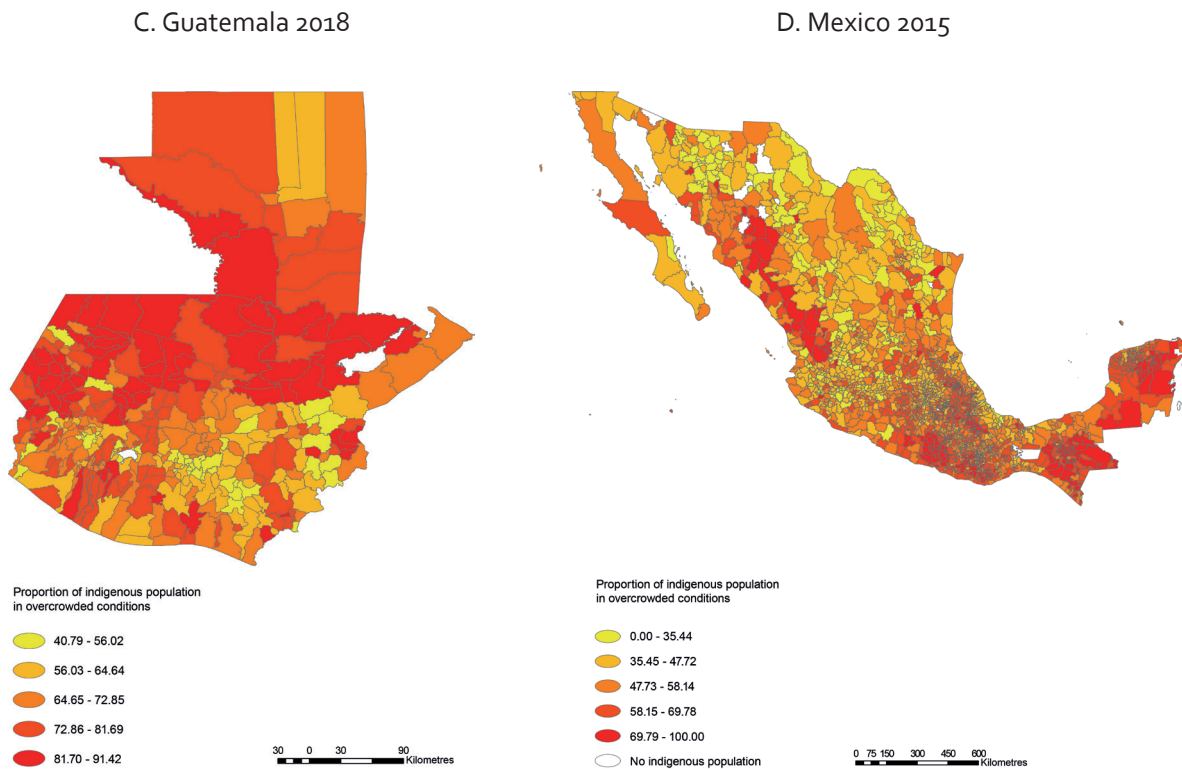 C. Guatemala 2018
D. Mexico 2015
Proportion of indigenous population
in overcrowded conditions
40.79 - 56.02
56.03 - 64.64
64.65 - 72.85
72.86 - 81.69
81.70 - 91.42
30 0 30 90
Kilometres
Proportion of indigenous population
in overcrowded conditions
0.00 - 35.44
35.45 - 47.72
47.73 - 58.14
58.15 - 69.78
69.79 - 100.00
No indigenous population
0 75 150 300 450 600
Kilometres